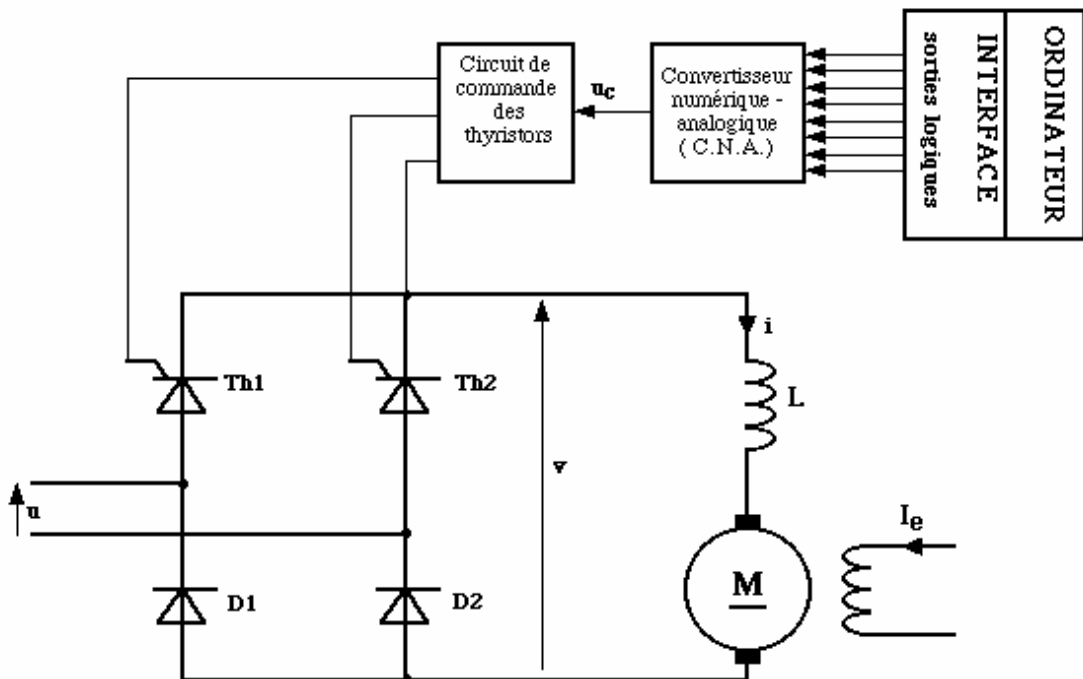 Circuit de
commande
des
thyristors
uc
Convertisseur
numérique -
analogique
( C.N.A.)
sorties logiques
INTERFACE
ORDINATEUR
Th1
Th2
i
L
v
u
Ie
M
D1
D2